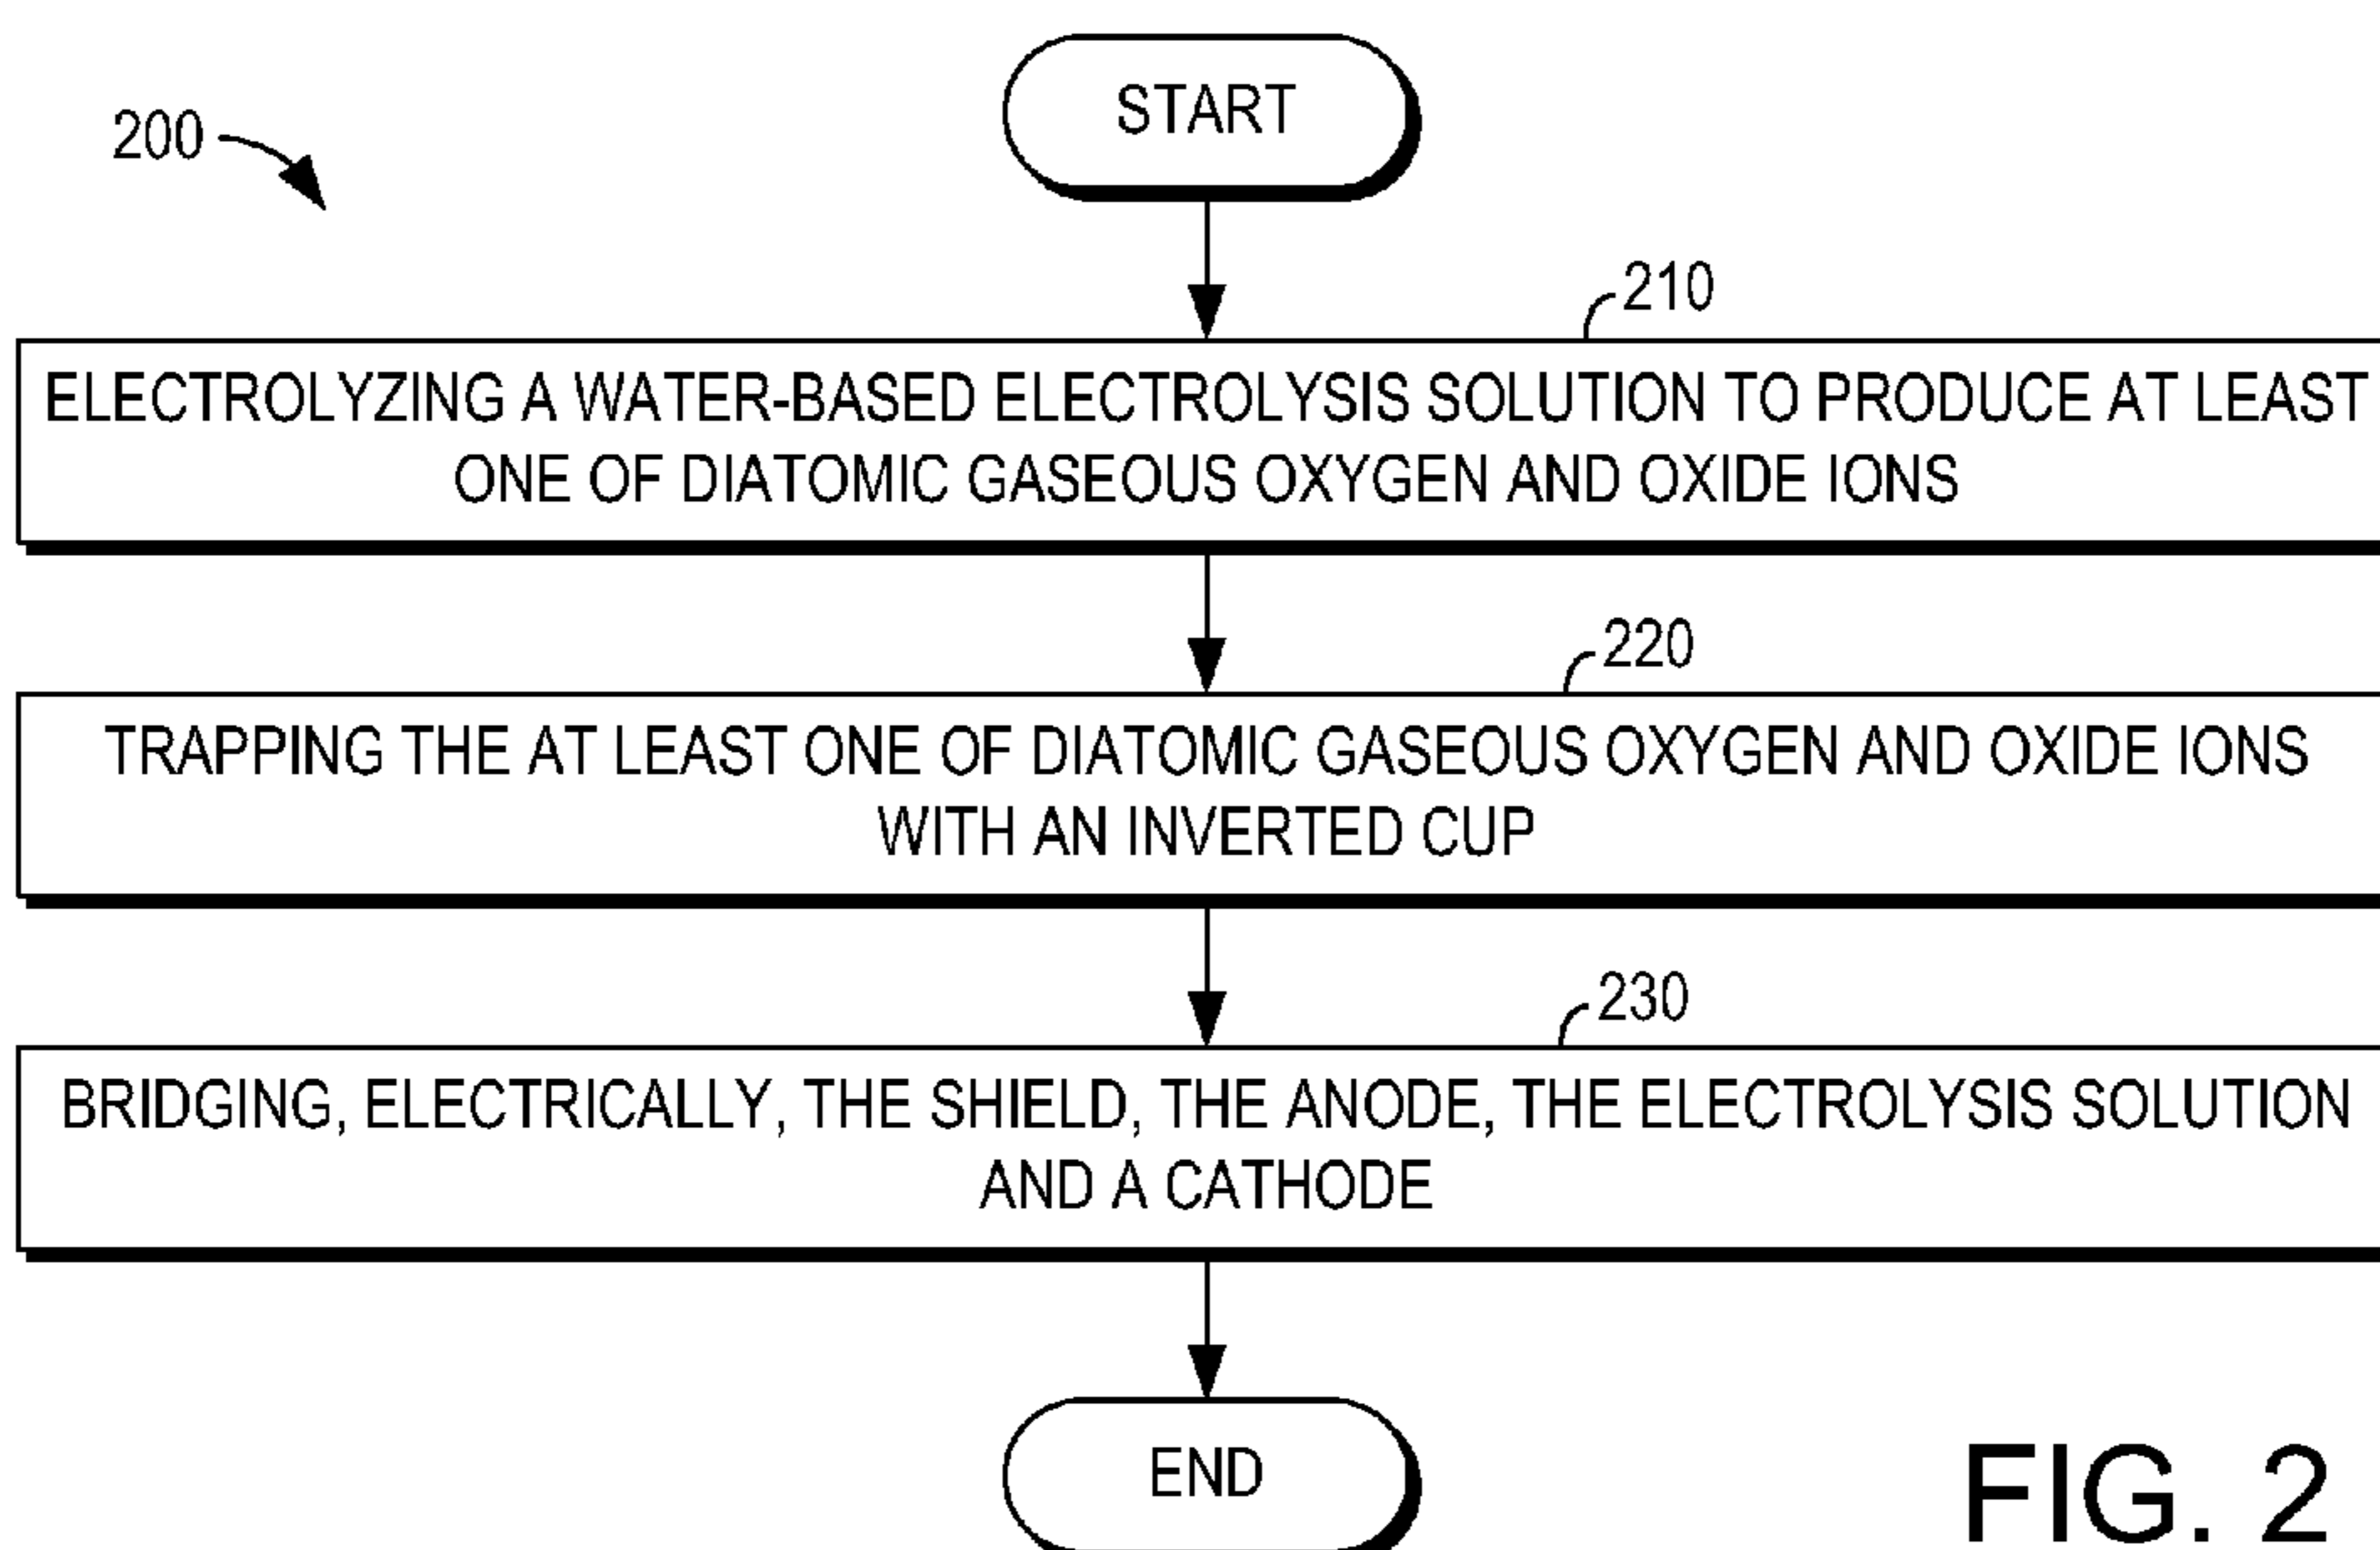 START
200
210
ELECTROLYZING A WATER-BASED ELECTROLYSIS SOLUTION TO PRODUCE AT LEAST
ONE OF DIATOMIC GASEOUS OXYGEN AND OXIDE IONS
220
TRAPPING THE AT LEAST ONE OF DIATOMIC GASEOUS OXYGEN AND OXIDE IONS
WITH AN INVERTED CUP
230
BRIDGING, ELECTRICALLY, THE SHIELD, THE ANODE, THE ELECTROLYSIS SOLUTION
AND A CATHODE
END
FIG. 2